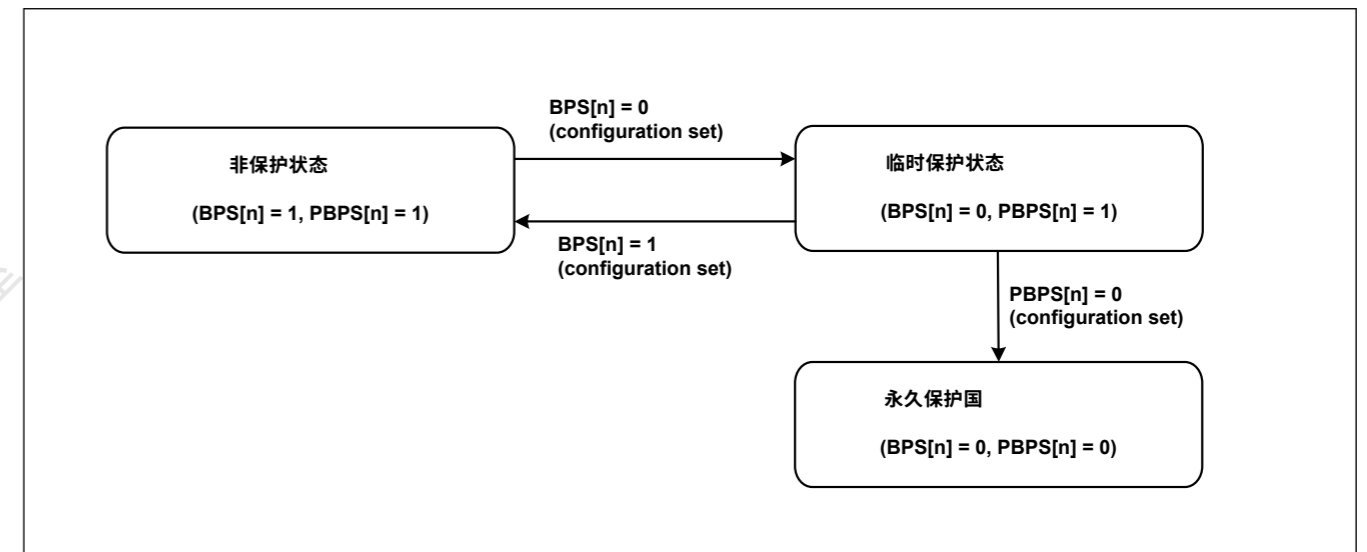 BPS[n] = 0
(configuration set)
非保护状态
(BPS[n] = 1, PBPS[n] = 1)
临时保护状态
(BPS[n] = 0, PBPS[n] = 1)
BPS[n] = 1
(configuration set)
PBPS[n] = 0
(configuration set)
永久保护国
(BPS[n] = 0, PBPS[n] = 0)